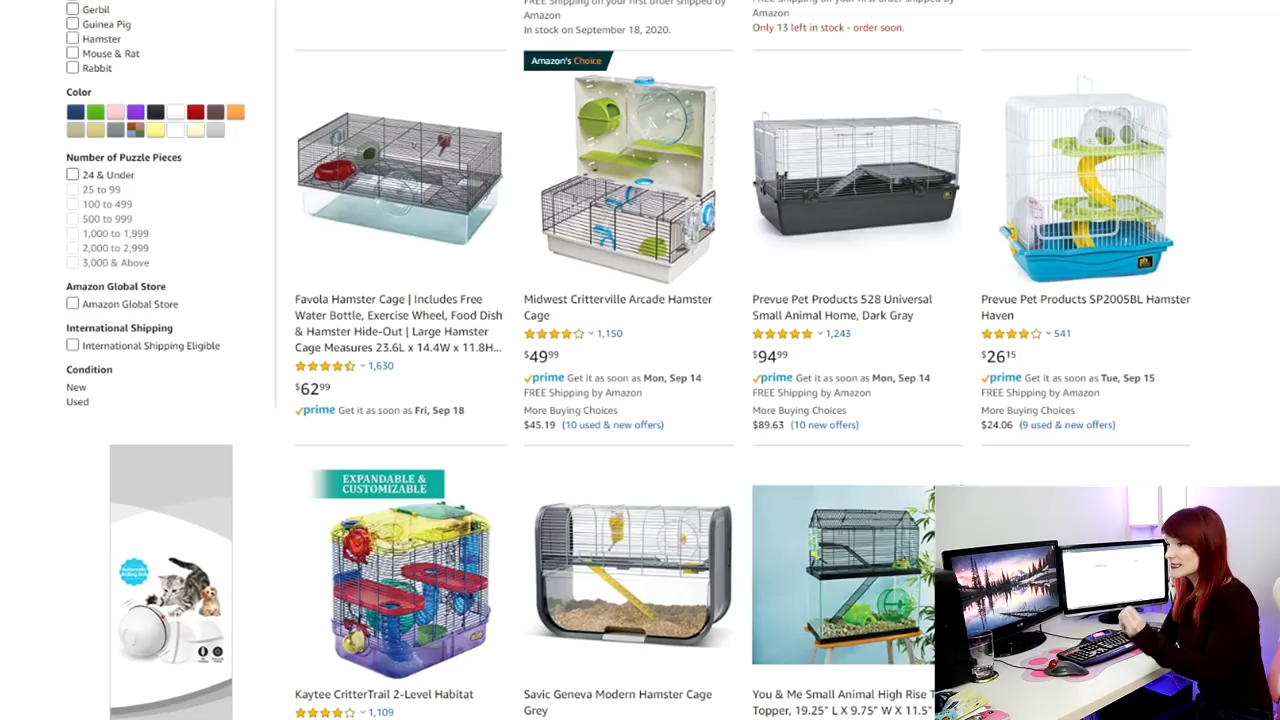 Gerbil
Guinea Pig
Hamster
Mouse & Rat
Rabbit
Color
Number of Puzzle Pieces
24 & Under
25 to 99
100 to 499
500 to 999
1,000 to 1,999
2,000 to 2,999
3,000 & Above
Amazon Global Store
Amazon Global Store
International Shipping
International Shipping Eligible
Condition
New
Used
FREE Shipping on your first order shipped by
Amazon
In stock on September 18, 2020.
FREE Shipping on your first order shipped by
Amazon
Only 13 left in stock - order soon.
Favola Hamster Cage | Includes Free
Water Bottle, Exercise Wheel, Food Dish
& Hamster Hide-Out | Large Hamster
Cage Measures 23.6L x 14.4W x 11.8H...
1,630
$62.99
prime Get it as soon as Fri, Sep 18
Amazon's Choice
Midwest Critterville Arcade Hamster
Cage
1,150
$49.99
prime Get it as soon as Mon, Sep 14
FREE Shipping by Amazon
More Buying Choices
$45.19 (10 used & new offers)
Prevue Pet Products 528 Universal
Small Animal Home, Dark Gray
1,243
$94.99
prime Get it as soon as Mon, Sep 14
FREE Shipping by Amazon
More Buying Choices
$89.63 (10 new offers)
Prevue Pet Products SP2005BL Hamster
Haven
541
$26.15
prime Get it as soon as Tue, Sep 15
FREE Shipping by Amazon
More Buying Choices
$24.06 (9 used & new offers)
EXPANDABLE &
CUSTOMIZABLE
Kaytee CritterTrail 2-Level Habitat
1,109
Savic Geneva Modern Hamster Cage
Grey
You & Me Small Animal High Rise T
Topper, 19.25" L X 9.75" W X 11.5"